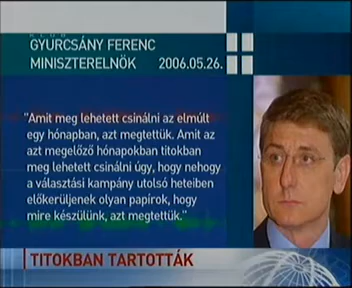 KLUB
GYURCSÁNY FERENC
MINISZTERELNÖK 2006.05.26.
"Amit meg lehetett csinálni az elmúlt
egy hónapban, azt megtettük. Amit az
azt megelőző hónapokban titokban
meg lehetett csinálni úgy, hogy nehogy
a választási kampány utolsó heteiben
előkerüljenek olyan papírok, hogy
mire készülünk, azt megtettük."
TITOKBAN TARTOTTÁK